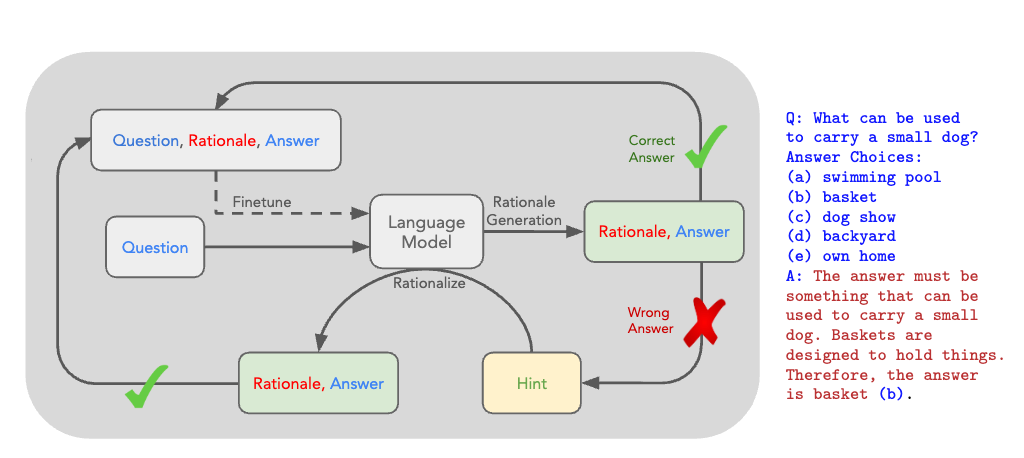 Question, Rationale, Answer
Correct
Answer
Finetune
Language
Model
Rationale
Generation
Rationale, Answer
Question
Rationalize
Wrong
Answer
Rationale, Answer
Hint
Q: What can be used
to carry a small dog?
Answer Choices:
(a) swimming pool
(b) basket
(c) dog show
(d) backyard
(e) own home
A: The answer must be
something that can be
used to carry a small
dog. Baskets are
designed to hold things.
Therefore, the answer
is basket (b).